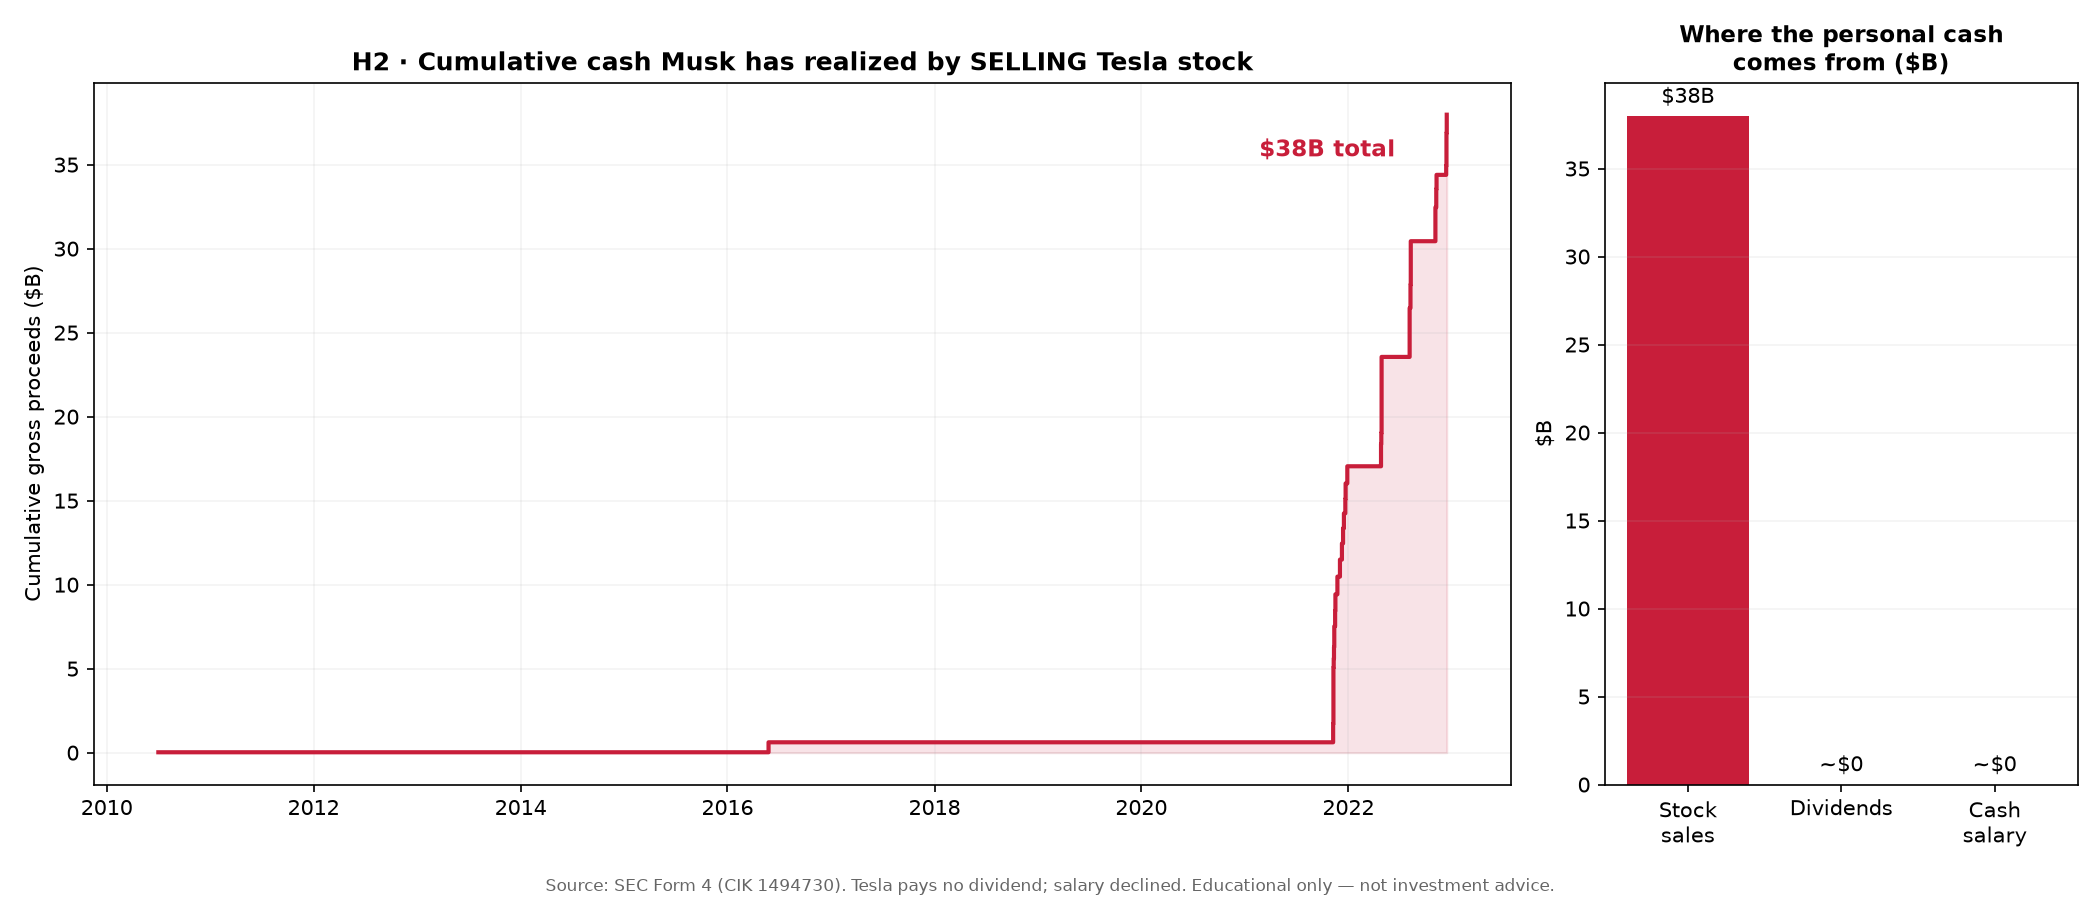 H2 · Cumulative cash Musk has realized by SELLING Tesla stock
Cumulative gross proceeds ($B)
35
30
25
20
15
10
5
0
$38B total
2010 2012 2014 2016 2018 2020 2022
Where the personal cash
comes from ($B)
$B
35
30
25
20
15
10
5
0
$38B
~$0
~$0
Stock
sales
Dividends
Cash
salary
Source: SEC Form 4 (CIK 1494730). Tesla pays no dividend; salary declined. Educational only — not investment advice.